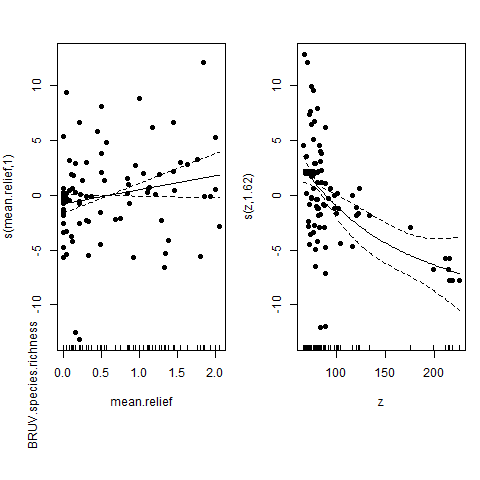 BRUV.species.richness
s(mean.relief,1)
10
5
0
-5
-10
0.0 0.5 1.0 1.5 2.0
mean.relief
s(z,1.62)
10
5
0
-5
-10
100 150 200
z